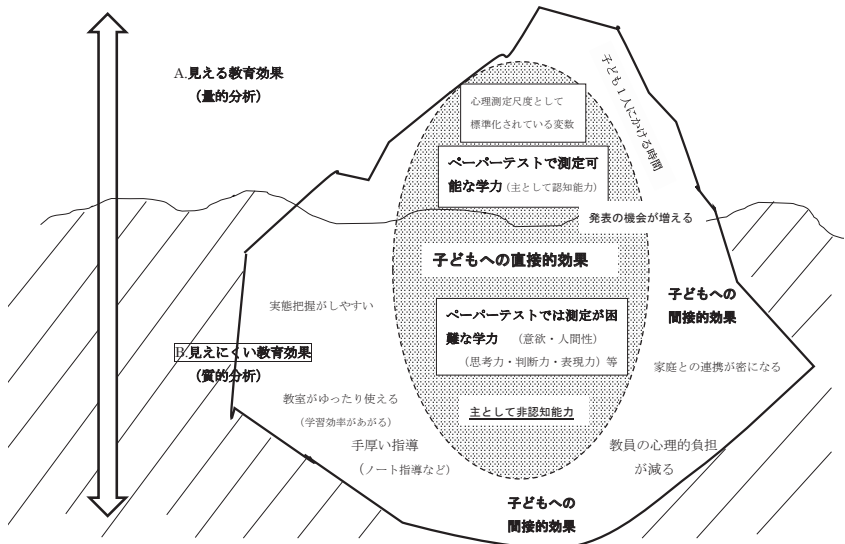 A.見える教育効果
（量的分析）
心理測定尺度として
標準化されている変数
子ども１人にかける時間
ペーパーテストで測定可
能な学力（主として認知能力）
発表の機会が増える
子どもへの直接的効果
子どもへの
間接的効果
実態把握がしやすい
ペーパーテストでは測定が困
難な学力　（意欲・人間性）
（思考力・判断力・表現力）等
B.見えにくい教育効果
（質的分析）
家庭との連携が密になる
教室がゆったり使える
（学習効率があがる）
主として非認知能力
手厚い指導
（ノート指導など）
教員の心理的負担
が減る
子どもへの
間接的効果